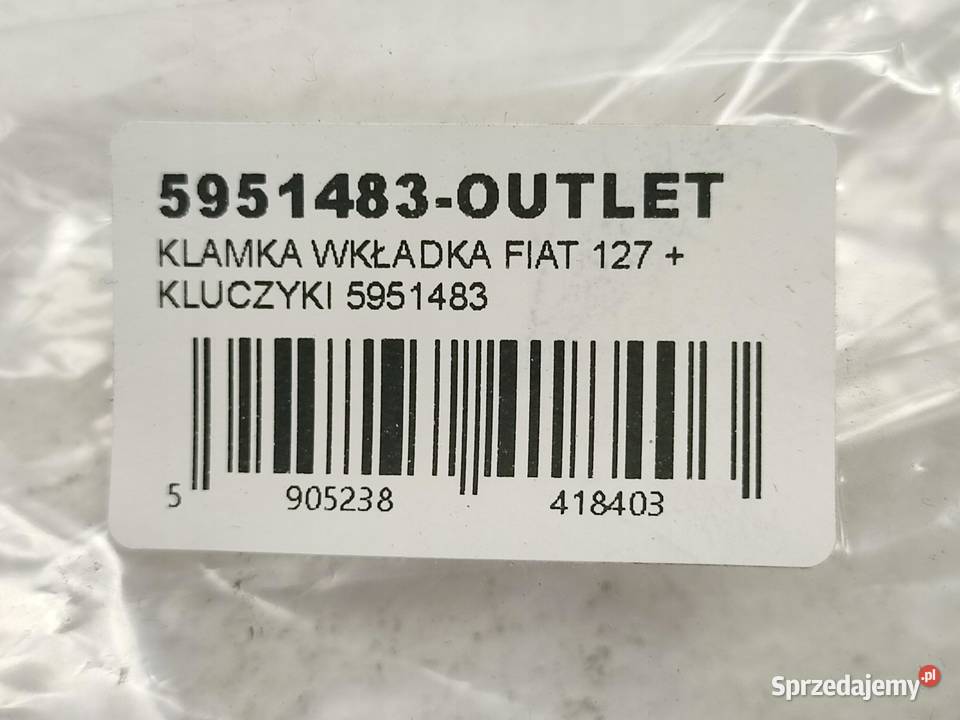 5951483-OUTLET
KLAMKA WKŁADKA FIAT 127 +
KLUCZYKI 5951483
5 905238 418403
Sprzedajemy.pl